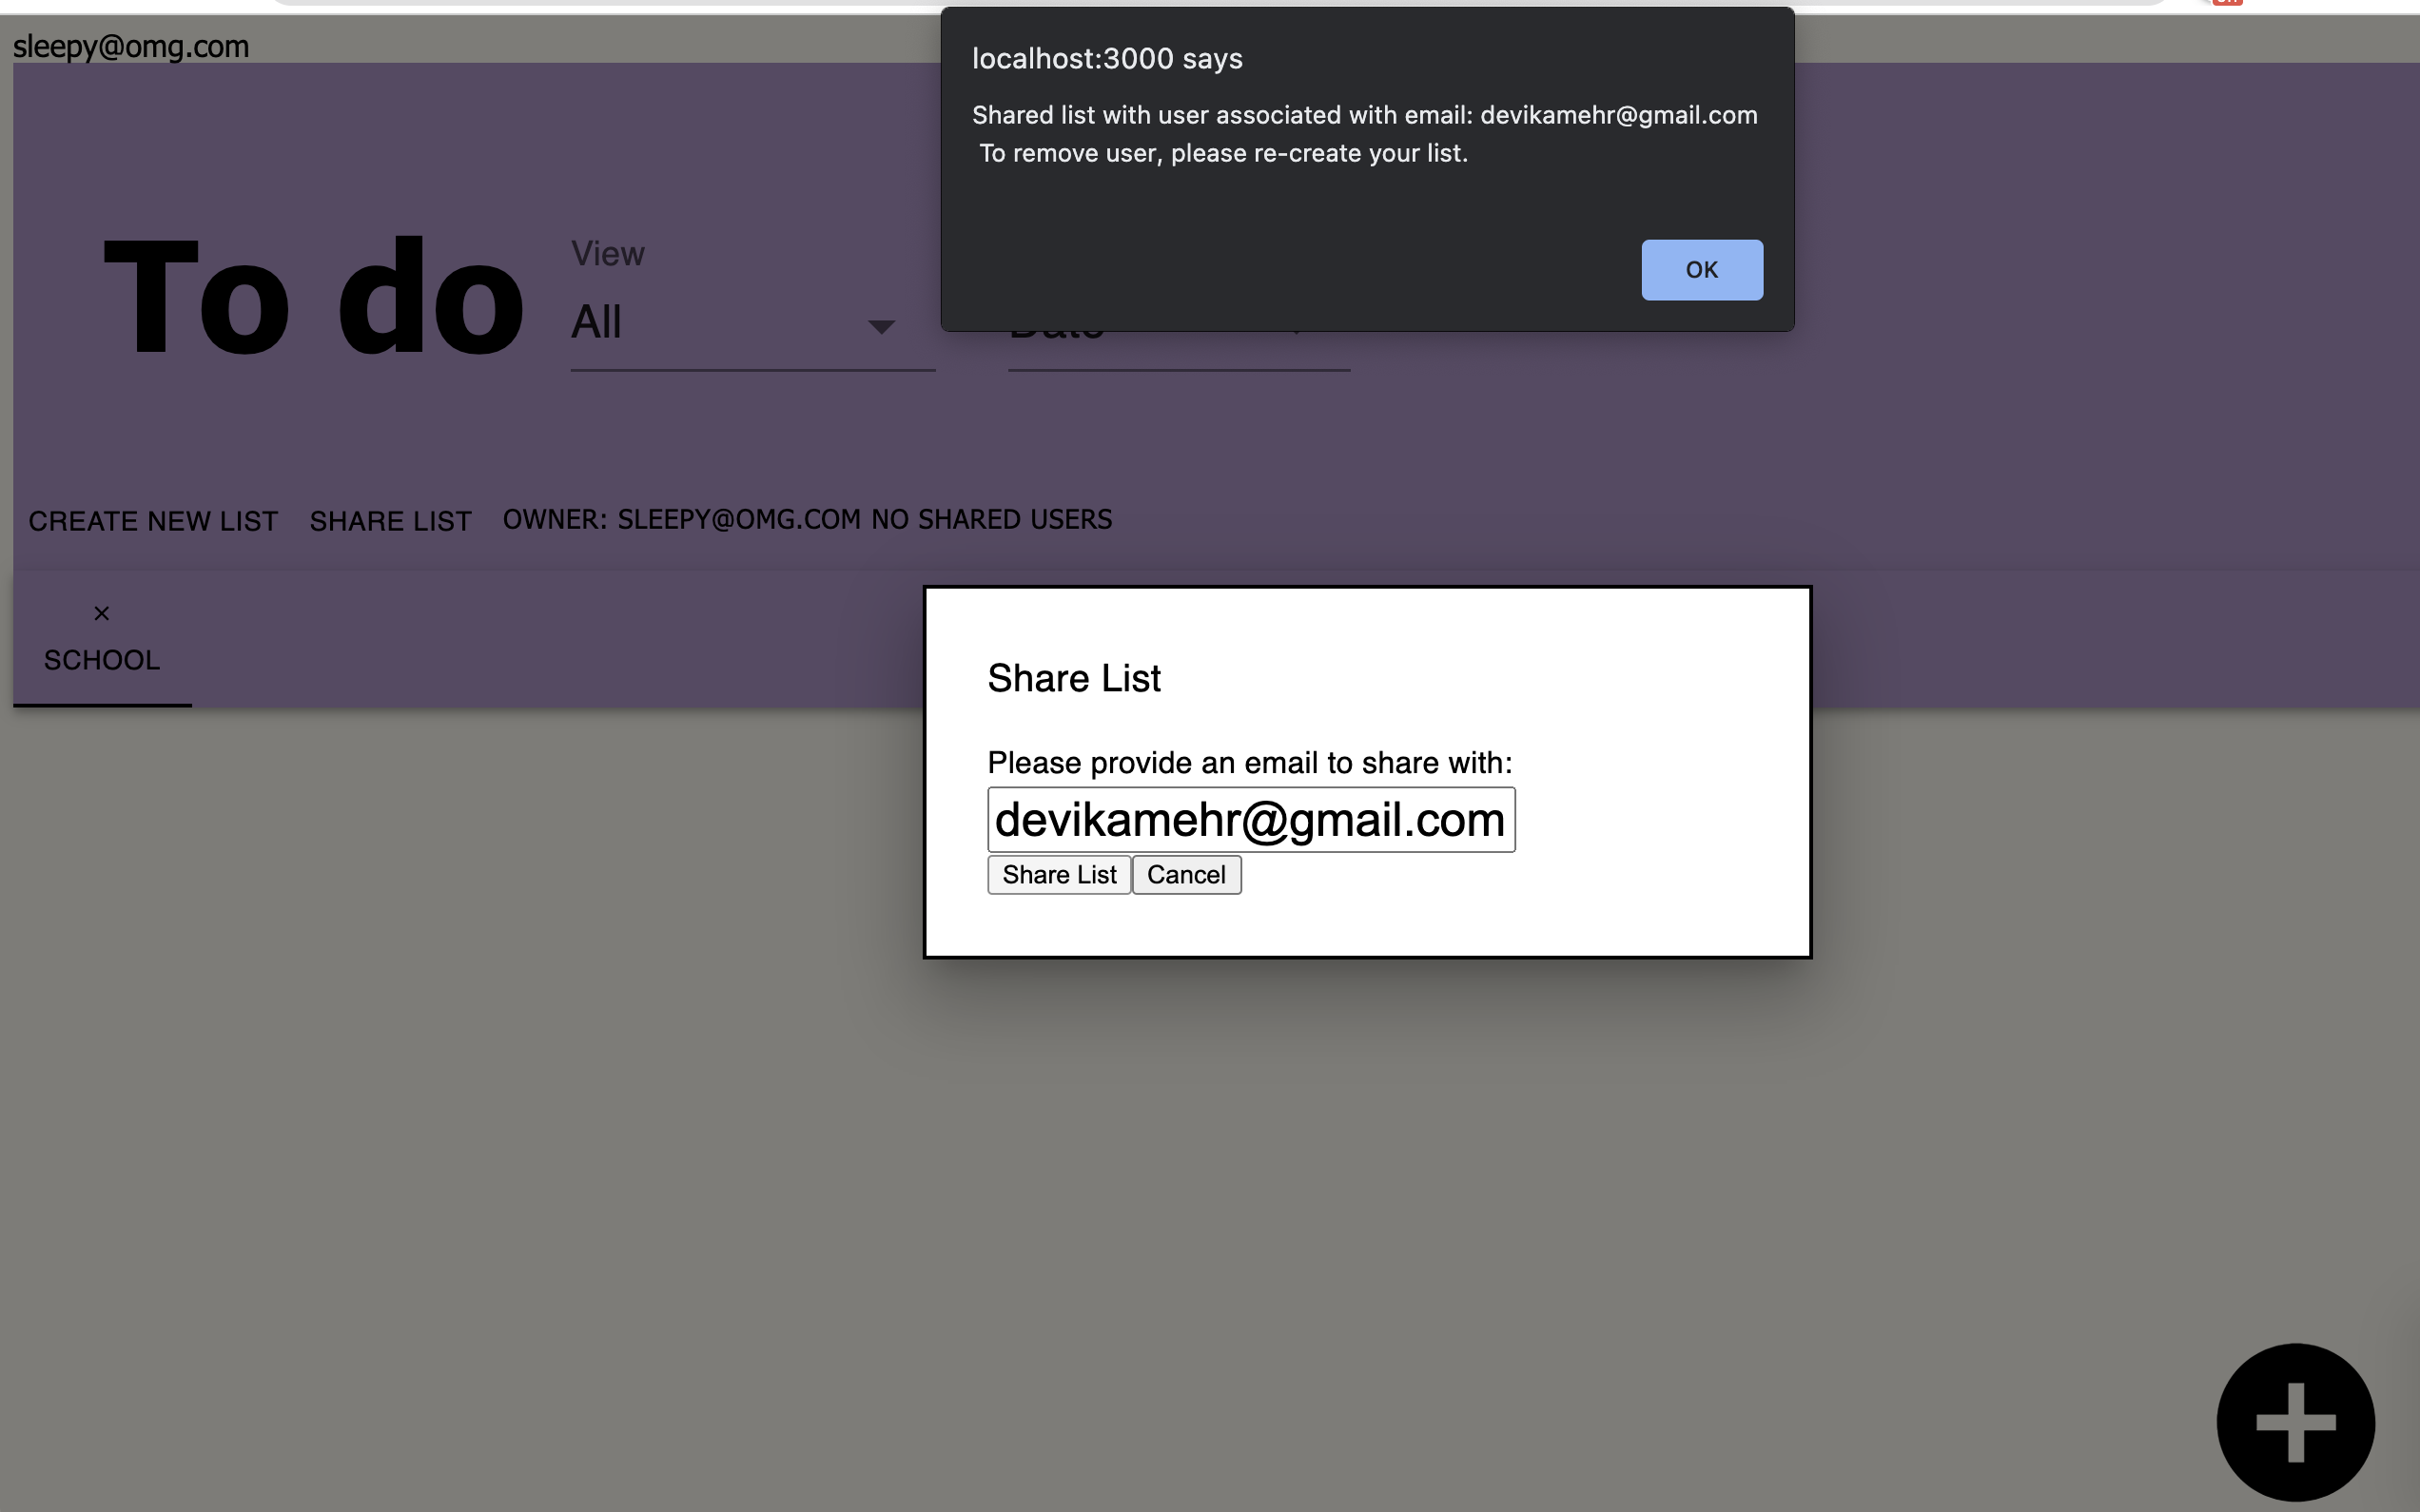 sleepy@omg.com
localhost:3000 says
Shared list with user associated with email: devikamehr@gmail.com
To remove user, please re-create your list.
OK
To do
View
All
CREATE NEW LIST SHARE LIST OWNER: SLEEPY@OMG.COM NO SHARED USERS
×
SCHOOL
Share List
Please provide an email to share with:
devikamehr@gmail.com
Share List Cancel